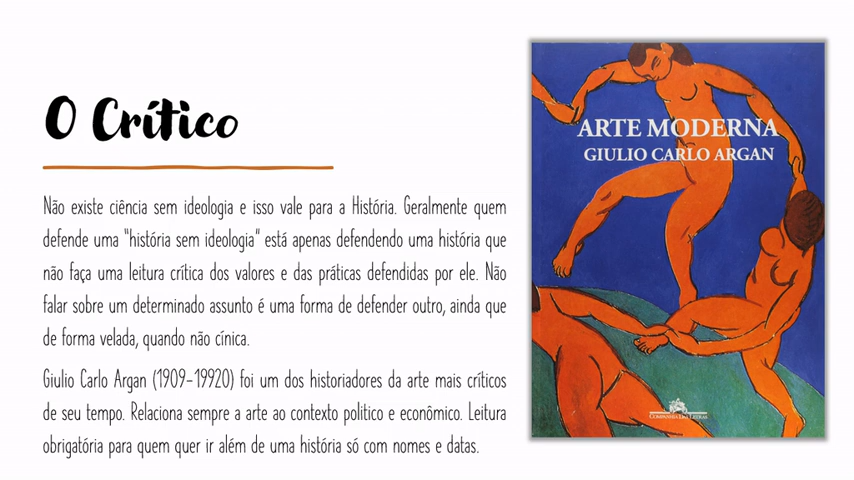 O Crítico
Não existe ciência sem ideologia e isso vale para a História. Geralmente quem
defende uma "história sem ideologia" está apenas defendendo uma história que
não faça uma leitura crítica dos valores e das práticas defendidas por ele. Não
falar sobre um determinado assunto é uma forma de defender outro, ainda que
de forma velada, quando não cínica.
Giulio Carlo Argan (1909-19920) foi um dos historiadores da arte mais críticos
de seu tempo. Relaciona sempre a arte ao contexto politico e econômico. Leitura
obrigatória para quem quer ir além de uma história só com nomes e datas.
ARTE MODERNA
GIULIO CARLO ARGAN
COMPANHIA DAS LETRAS